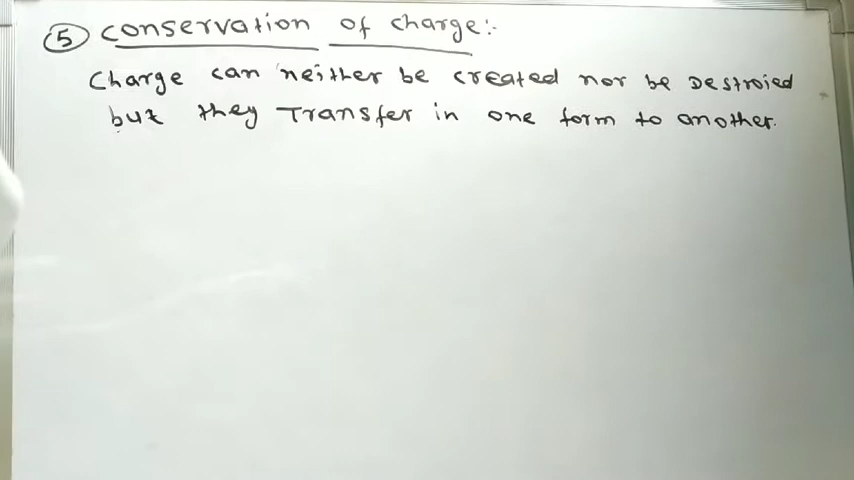 ⑤ conservation of charge:-
Charge can neither be created nor be Destroied
but they Transfer in one form to another.